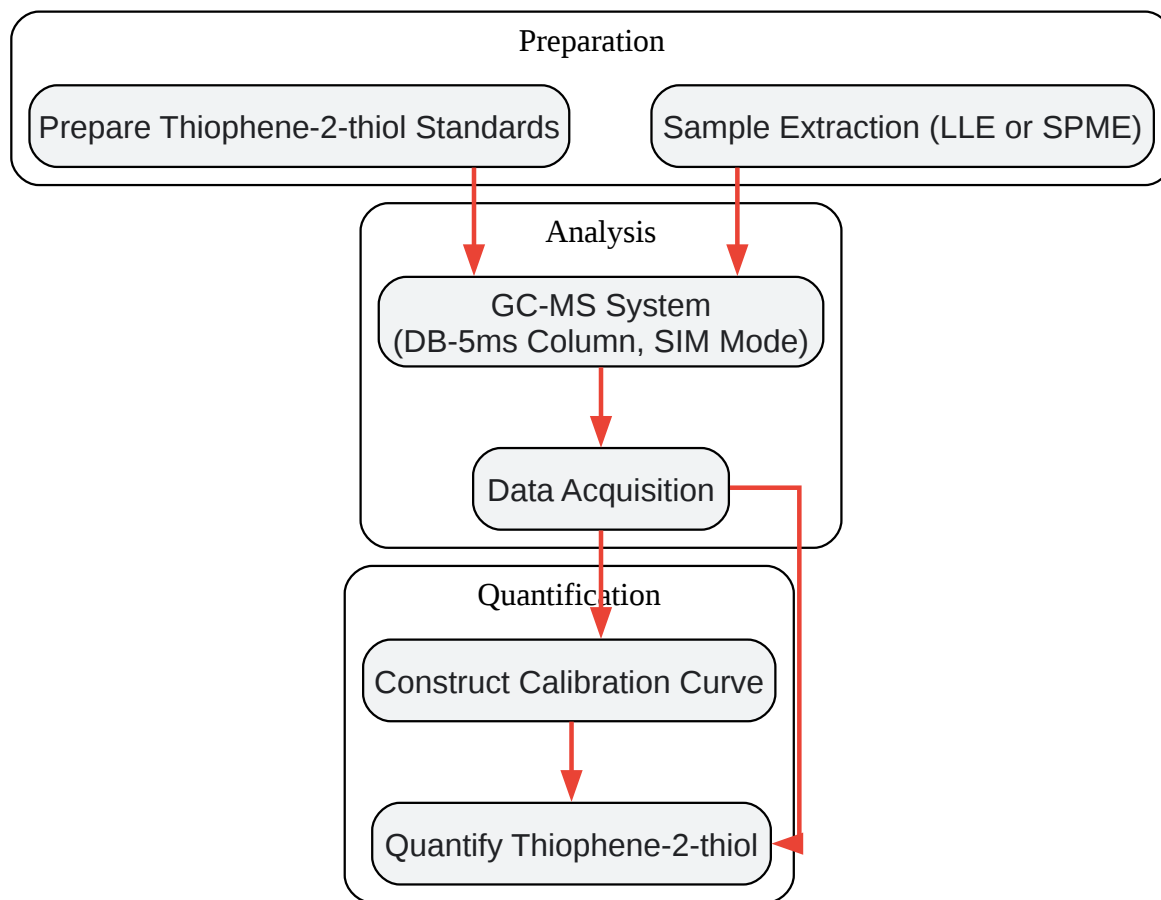 Preparation
Prepare Thiophene-2-thiol Standards
Sample Extraction (LLE or SPME)
Analysis
GC-MS System
(DB-5ms Column, SIM Mode)
Data Acquisition
Quantification
Construct Calibration Curve
Quantify Thiophene-2-thiol